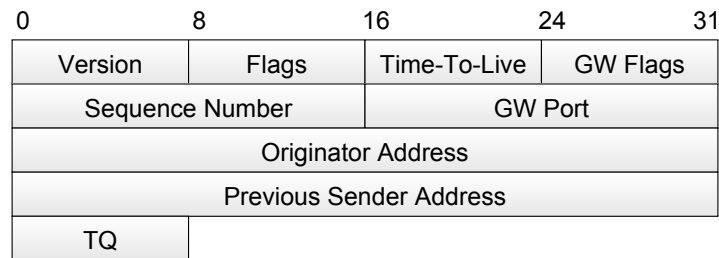 0 8 16 24 31
Version Flags Time-To-Live GW Flags
Sequence Number GW Port
Originator Address
Previous Sender Address
TQ